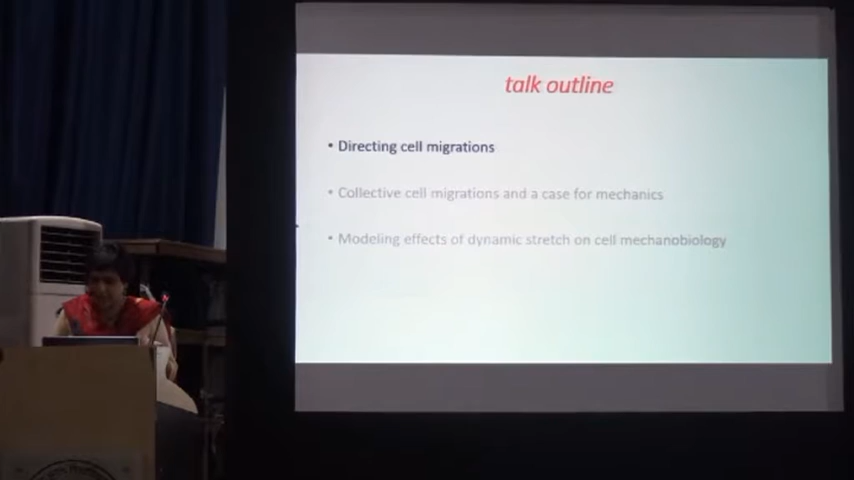 talk outline
• Directing cell migrations
• Collective cell migrations and a case for mechanics
• Modeling effects of dynamic stretch on cell mechanobiology